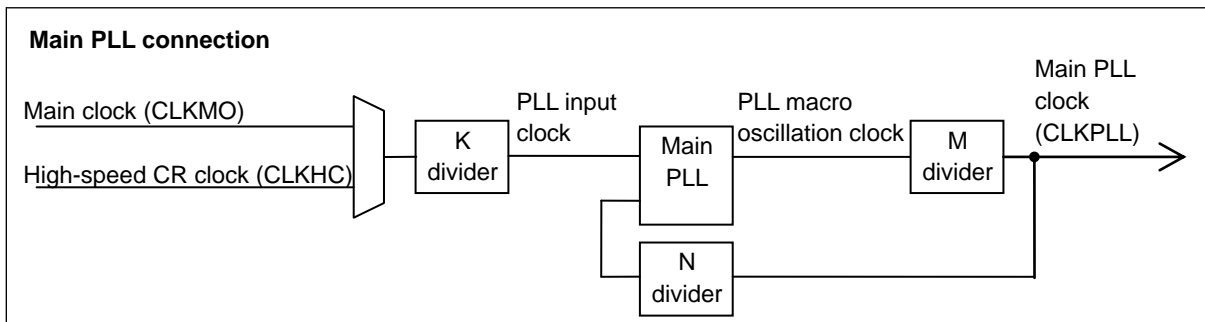 Main PLL connection
Main clock (CLKMO)
High-speed CR clock (CLKHC)
K
divider
PLL input
clock
Main
PLL
PLL macro
oscillation clock
M
divider
Main PLL
clock
(CLKPLL)
N
divider